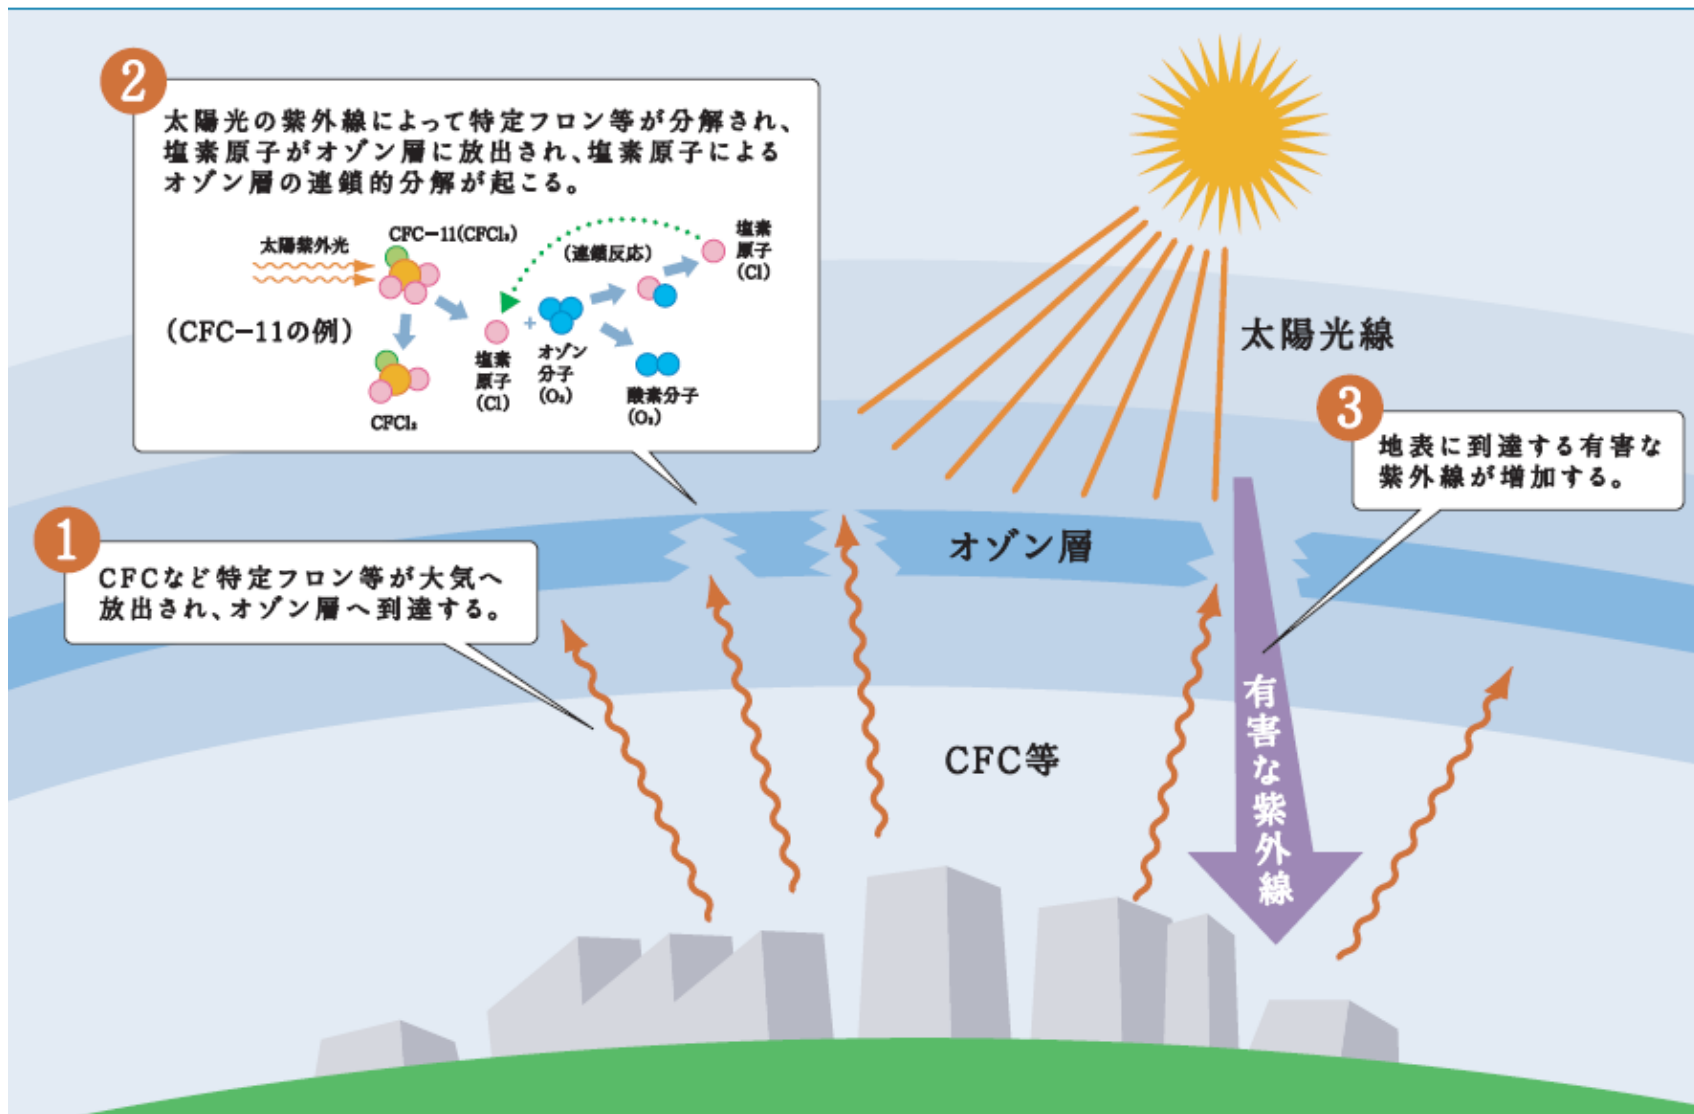 2
太陽光の紫外線によって特定フロン等が分解され、
塩素原子がオゾン層に放出され、塩素原子による
オゾン層の連鎖的分解が起こる。
太陽紫外光
CFC−11(CFCl₃)
(連鎖反応)
塩素
原子
(Cl)
(CFC−11の例)
+
CFCl₂
塩素
原子
(Cl)
オゾン
分子
(O₃)
酸素分子
(O₂)
太陽光線
3
地表に到達する有害な
紫外線が増加する。
1
CFCなど特定フロン等が大気へ
放出され、オゾン層へ到達する。
オゾン層
CFC等
有害な紫外線